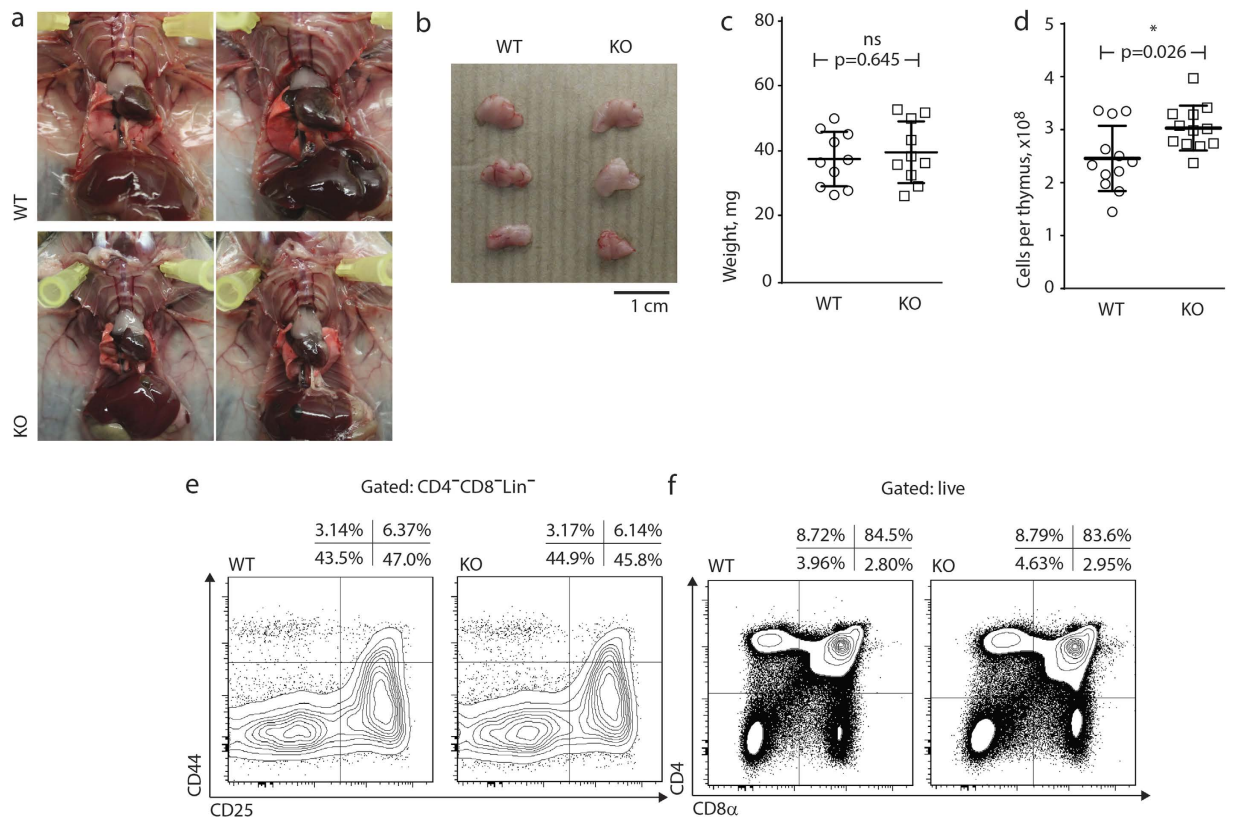 a
WT
KO
b
WT KO
1 cm
c
80
60
40
20
0
Weight, mg
ns
p=0.645
WT KO
d
5
4
3
2
1
0
Cells per thymus, x10⁸
*
p=0.026
WT KO
e
Gated: CD4⁻CD8⁻Lin⁻
WT
3.14% 6.37%
43.5% 47.0%
KO
3.17% 6.14%
44.9% 45.8%
CD44
CD25
f
Gated: live
WT
8.72% 84.5%
3.96% 2.80%
KO
8.79% 83.6%
4.63% 2.95%
CD4
CD8α